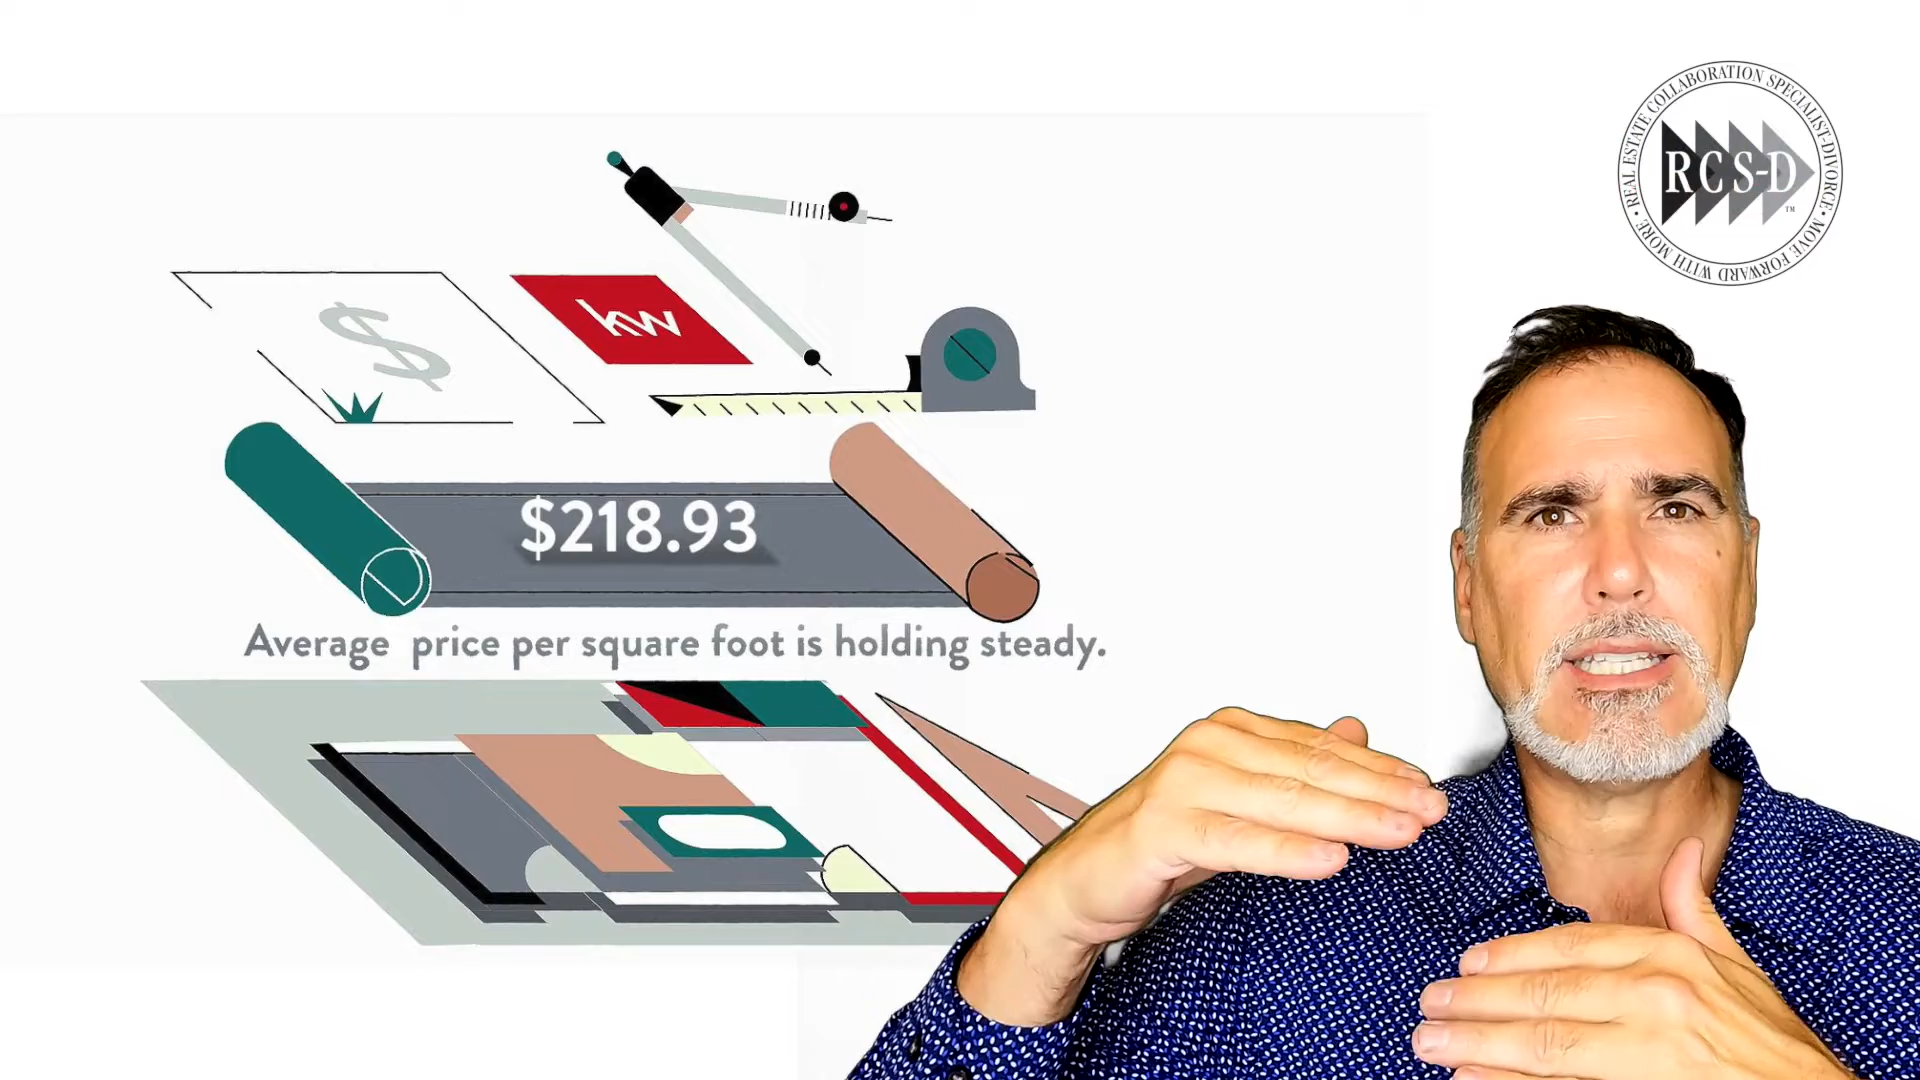 REAL ESTATE COLLABORATION SPECIALIST-DIVORCE • MOVE FORWARD WITH MORE •
RCS-D
TM
$
kw
$218.93
Average price per square foot is holding steady.